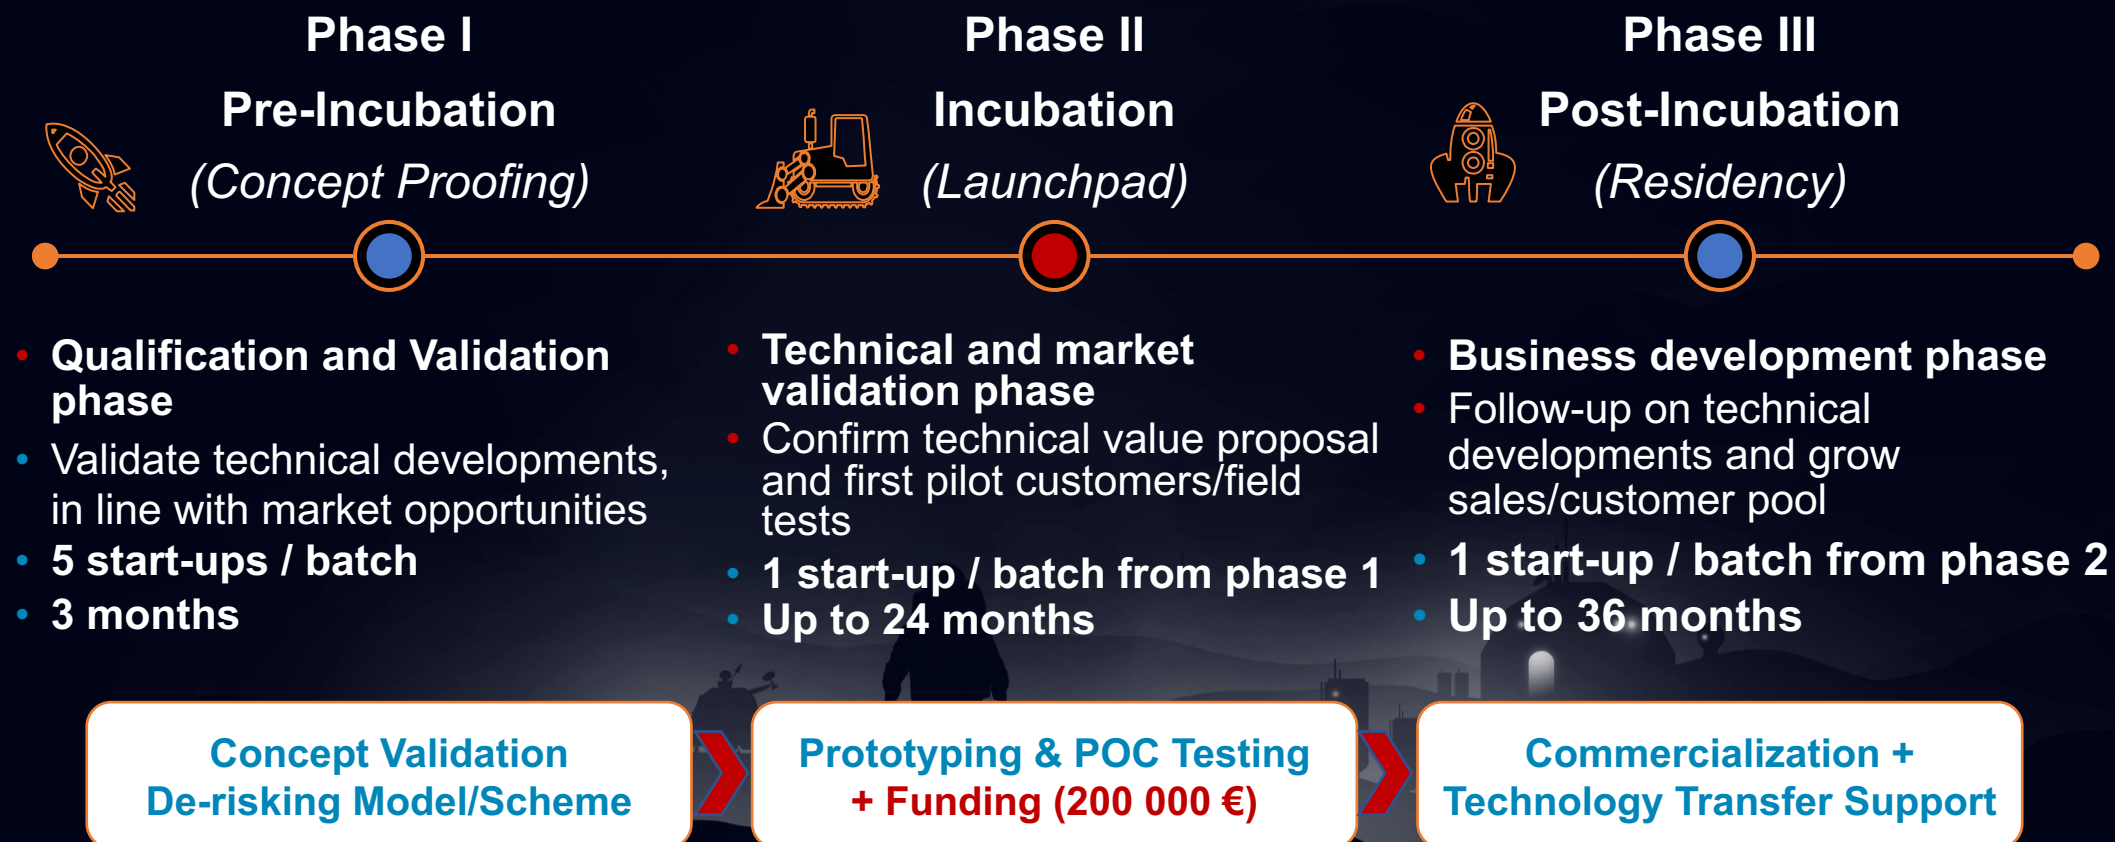 Phase I
Pre-Incubation
(Concept Proofing)
• Qualification and Validation
phase
• Validate technical developments,
in line with market opportunities
• 5 start-ups / batch
• 3 months
Concept Validation
De-risking Model/Scheme
Phase II
Incubation
(Launchpad)
• Technical and market
validation phase
• Confirm technical value proposal
and first pilot customers/field
tests
• 1 start-up / batch from phase 1
• Up to 24 months
Prototyping & POC Testing
+ Funding (200 000 €)
Phase III
Post-Incubation
(Residency)
• Business development phase
• Follow-up on technical
developments and grow
sales/customer pool
• 1 start-up / batch from phase 2
• Up to 36 months
Commercialization +
Technology Transfer Support